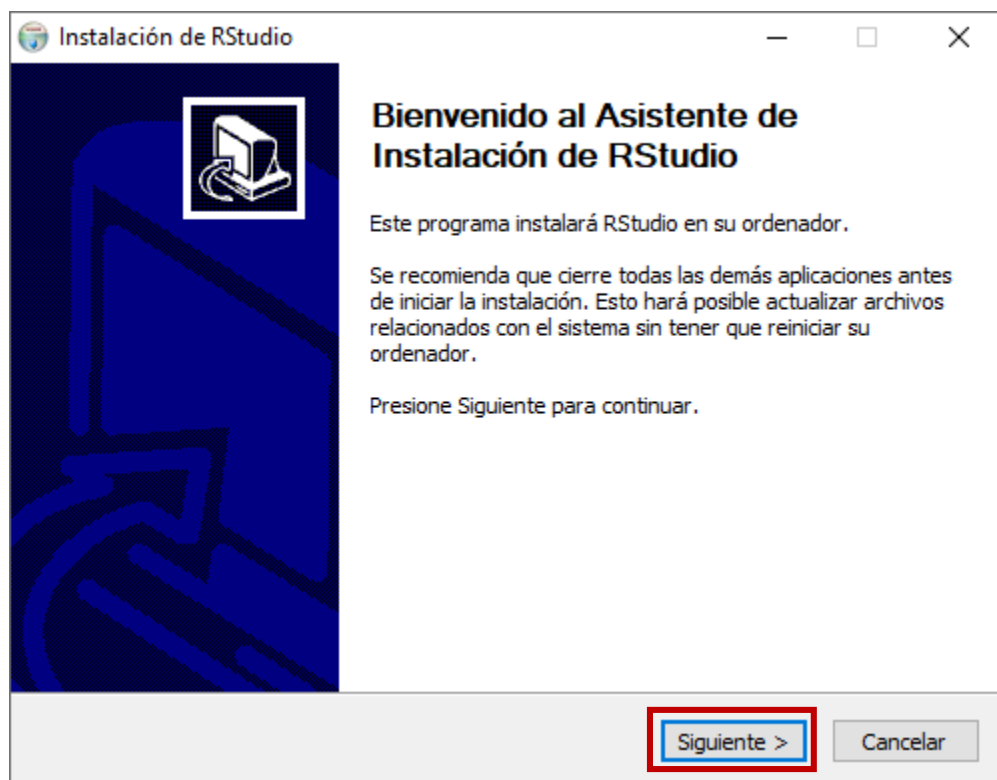 Instalación de RStudio
Bienvenido al Asistente de
Instalación de RStudio
Este programa instalará RStudio en su ordenador.
Se recomienda que cierre todas las demás aplicaciones antes
de iniciar la instalación. Esto hará posible actualizar archivos
relacionados con el sistema sin tener que reiniciar su
ordenador.
Presione Siguiente para continuar.
Siguiente >
Cancelar